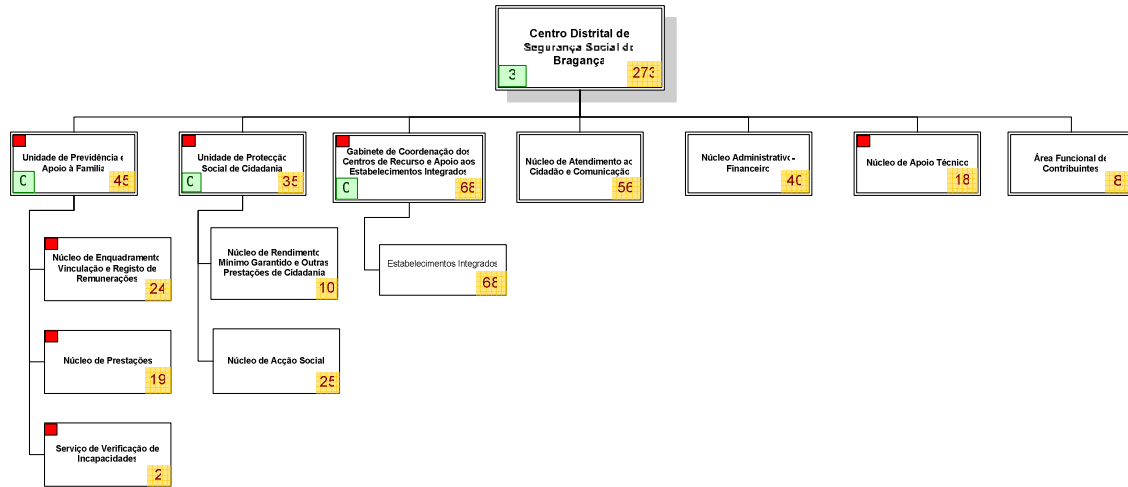 Centro Distrital de
Segurança Social de
Bragança
3
273
Unidade de Previdência e
Apoio à Família
C
45
Unidade de Protecção
Social de Cidadania
C
35
Gabinete de Coordenação dos
Centros de Recurso e Apoio aos
Estabelecimentos Integrados
C
68
Núcleo de Atendimento ao
Cidadão e Comunicação
56
Núcleo Administrativo-
Financeiro
40
Núcleo de Apoio Técnico
18
Área Funcional de
Contribuintes
8
Núcleo de Enquadramento
Vinculação e Registo de
Remunerações
24
Núcleo de Rendimento
Mínimo Garantido e Outras
Prestações de Cidadania
10
Estabelecimentos Integrados
68
Núcleo de Prestações
19
Núcleo de Acção Social
25
Serviço de Verificação de
Incapacidades
2